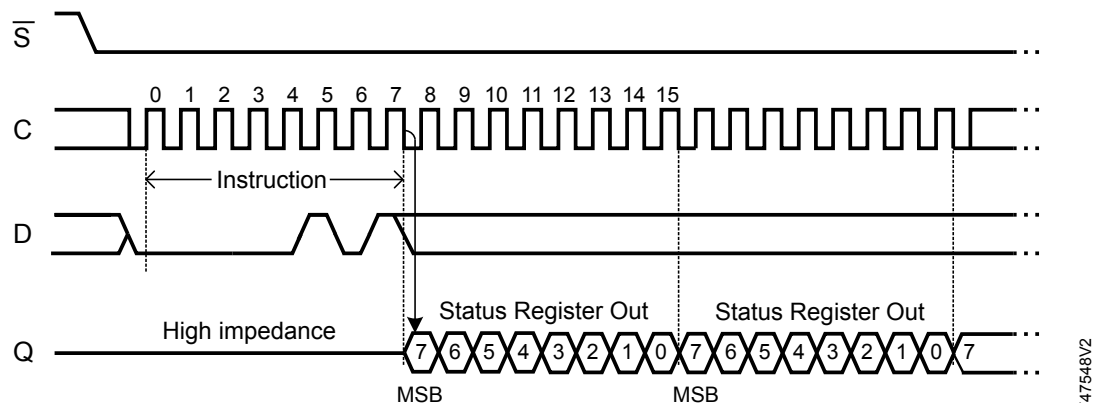 S
0 1 2 3 4 5 6 7 8 9 10 11 12 13 14 15
C
Instruction
D
Status Register Out Status Register Out
High impedance
Q
7 6 5 4 3 2 1 0 7 6 5 4 3 2 1 0 7
MSB MSB